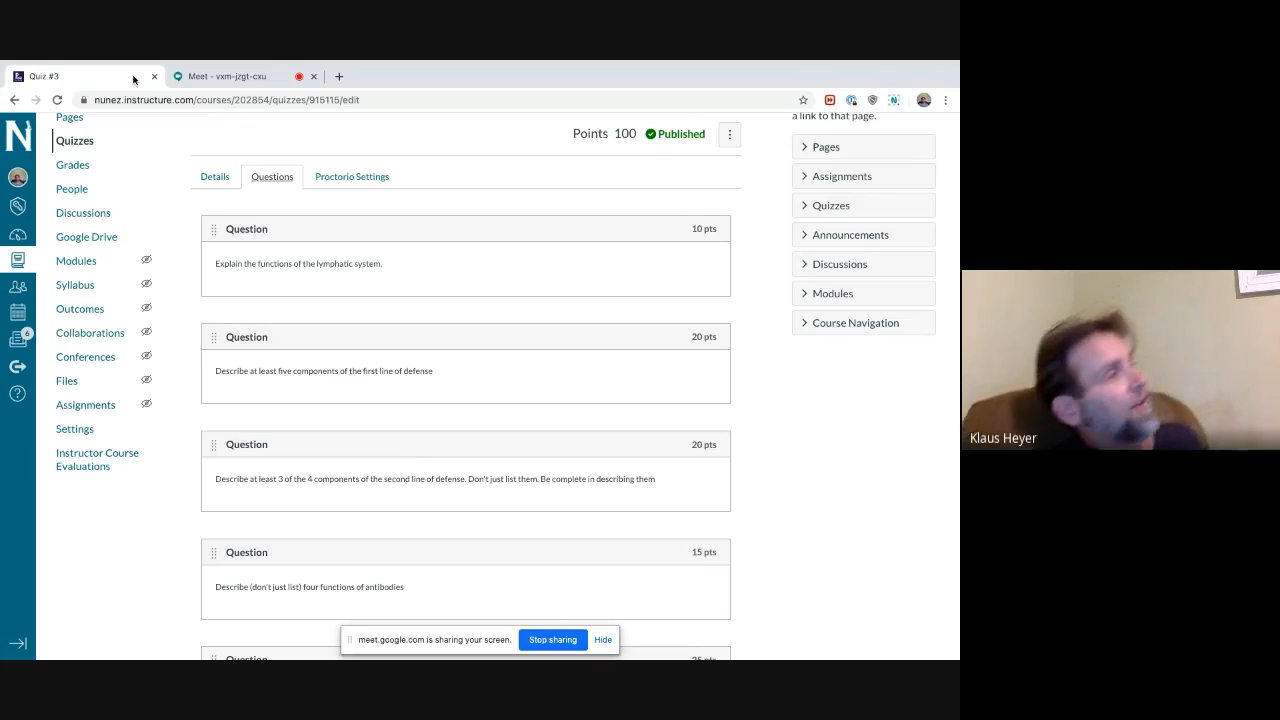 Quiz #3
Meet - vxm-jzgt-cxu
nunez.instructure.com/courses/202854/quizzes/915115/edit
N
6
Pages
Quizzes
Grades
People
Discussions
Google Drive
Modules
Syllabus
Outcomes
Collaborations
Conferences
Files
Assignments
Settings
Instructor Course
Evaluations
Points 100 Published
Details Questions Proctorio Settings
Question 10 pts
Explain the functions of the lymphatic system.
Question 20 pts
Describe at least five components of the first line of defense
Question 20 pts
Describe at least 3 of the 4 components of the second line of defense. Don't just list them. Be complete in describing them
Question 15 pts
Describe (don't just list) four functions of antibodies
Question 25 pts
meet.google.com is sharing your screen. Stop sharing Hide
a link to that page.
Pages
Assignments
Quizzes
Announcements
Discussions
Modules
Course Navigation
Klaus Heyer